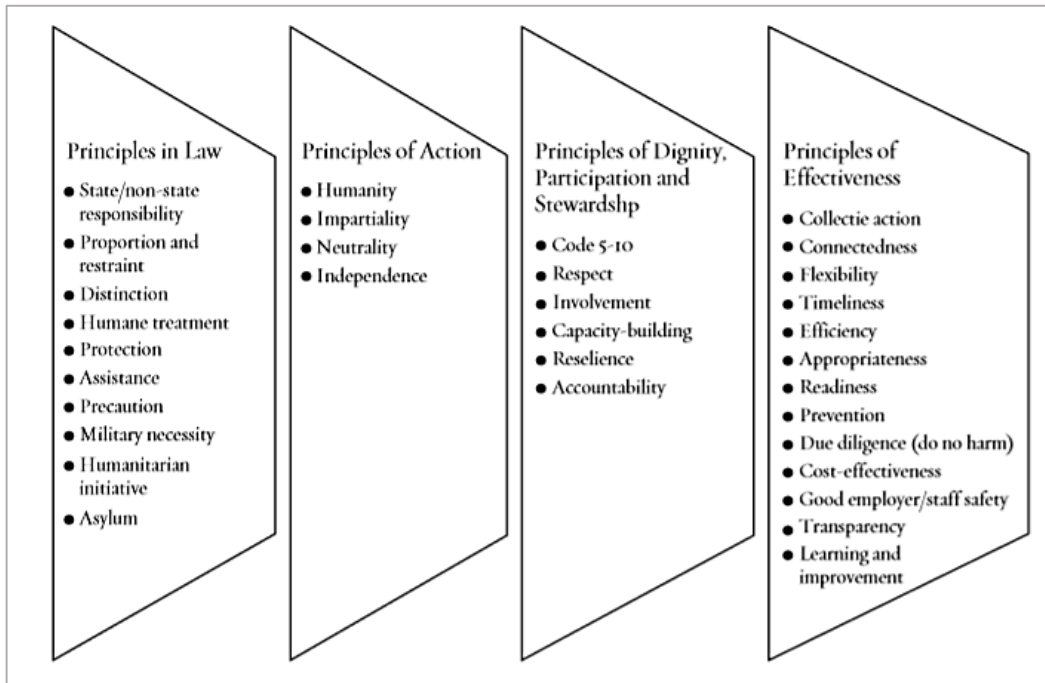 Principles in Law
● State/non-state
responsibility
● Proportion and
restraint
● Distinction
● Humane treatment
● Protection
● Assistance
● Precaution
● Military necessity
● Humanitarian
initiative
● Asylum
Principles of Action
● Humanity
● Impartiality
● Neutrality
● Independence
Principles of Dignity,
Participation and
Stewardshp
● Code 5-10
● Respect
● Involvement
● Capacity-building
● Reselience
● Accountability
Principles of
Effectiveness
● Collectie action
● Connectedness
● Flexibility
● Timeliness
● Efficiency
● Appropriateness
● Readiness
● Prevention
● Due diligence (do no harm)
● Cost-effectiveness
● Good employer/staff safety
● Transparency
● Learning and
improvement